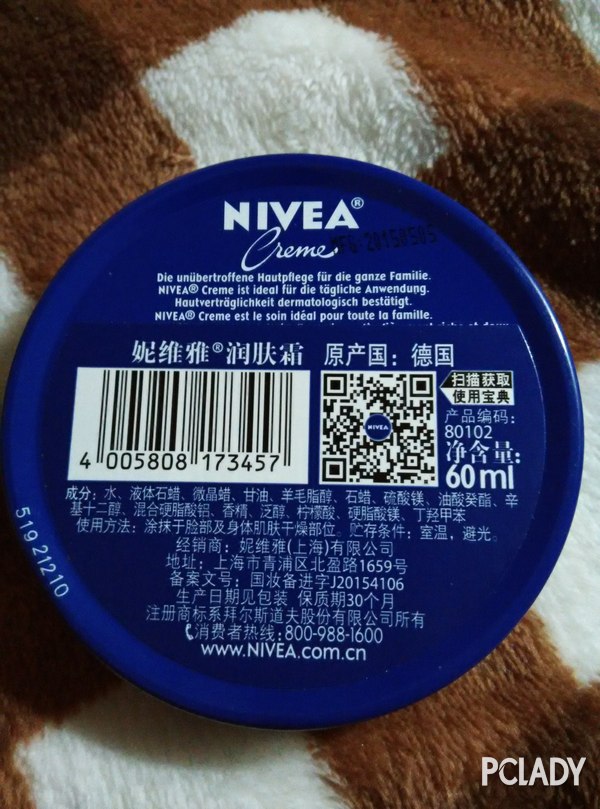 NIVEA®
Creme
MFG 20150505
Die unübertroffene Hautpflege für die ganze Familie.
NIVEA® Creme ist ideal für die tägliche Anwendung.
Hautverträglichkeit dermatologisch bestätigt.
NIVEA® Creme est le soin idéal pour toute la famille.
妮维雅®润肤霜 原产国：德国
4 005808 173457
NIVEA
扫描获取
使用宝典
产品编码:
80102
净含量:
60ml
成分：水、液体石蜡、微晶蜡、甘油、羊毛脂醇、石蜡、硫酸镁、油酸癸酯、辛
基十二醇、混合硬脂酸铝、香精、泛醇、柠檬酸、硬脂酸镁、丁羟甲苯
使用方法：涂抹于脸部及身体肌肤干燥部位。贮存条件：室温，避光。
经销商：妮维雅(上海)有限公司
地址：上海市青浦区北盈路1659号
备案文号：国妆备进字J20154106
生产日期见包装 保质期30个月
注册商标系拜尔斯道夫股份有限公司所有
消费者热线:800-988-1600
www.NIVEA.com.cn
51921210
PCLADY